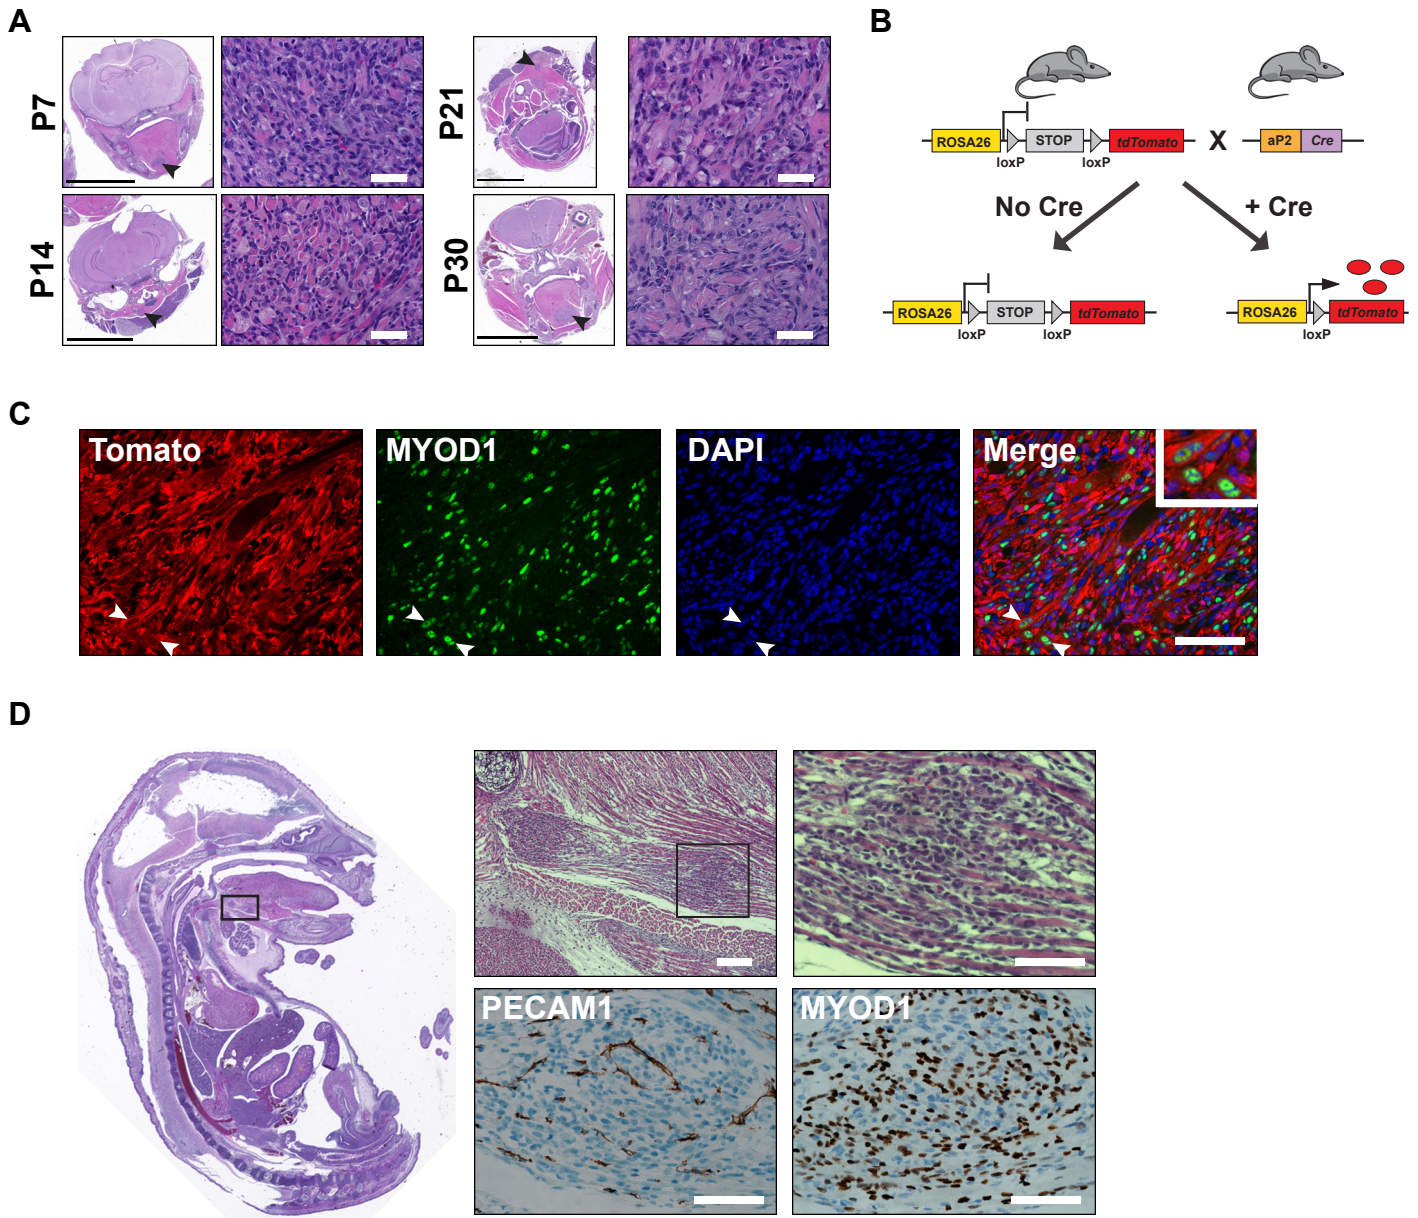 A
P7
P21
P14
P30
B
ROSA26
STOP
tdTomato
X
aP2
Cre
loxP
loxP
No Cre
+ Cre
ROSA26
STOP
tdTomato
loxP
loxP
ROSA26
tdTomato
loxP
C
Tomato
MYOD1
DAPI
Merge
D
PECAM1
MYOD1